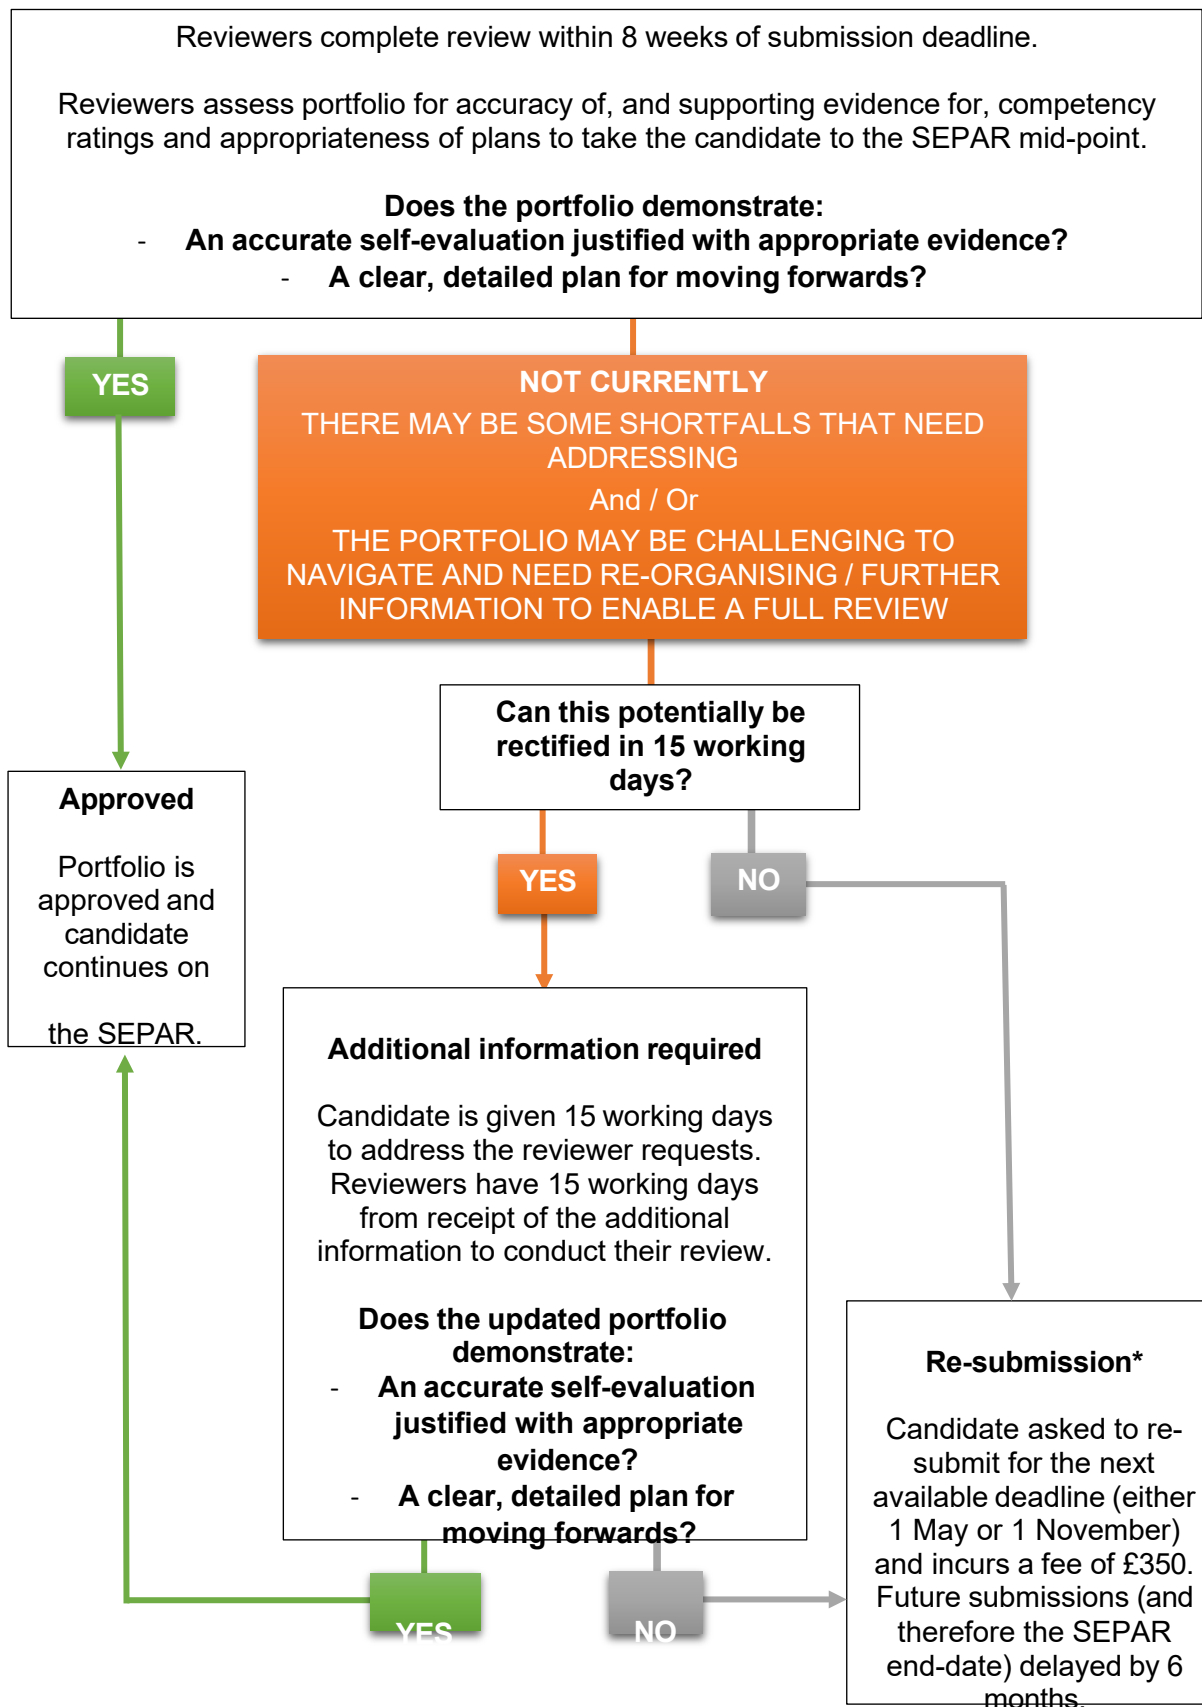 Reviewers complete review within 8 weeks of submission deadline.
Reviewers assess portfolio for accuracy of, and supporting evidence for, competency
ratings and appropriateness of plans to take the candidate to the SEPAR mid-point.
Does the portfolio demonstrate:
- An accurate self-evaluation justified with appropriate evidence?
- A clear, detailed plan for moving forwards?
YES
NOT CURRENTLY
THERE MAY BE SOME SHORTFALLS THAT NEED
ADDRESSING
And / Or
THE PORTFOLIO MAY BE CHALLENGING TO
NAVIGATE AND NEED RE-ORGANISING / FURTHER
INFORMATION TO ENABLE A FULL REVIEW
Can this potentially be
rectified in 15 working
days?
Approved
Portfolio is
approved and
candidate
continues on
the SEPAR.
YES
NO
Additional information required
Candidate is given 15 working days
to address the reviewer requests.
Reviewers have 15 working days
from receipt of the additional
information to conduct their review.
Does the updated portfolio
demonstrate:
- An accurate self-evaluation
justified with appropriate
evidence?
- A clear, detailed plan for
moving forwards?
YES
NO
Re-submission*
Candidate asked to re-
submit for the next
available deadline (either
1 May or 1 November)
and incurs a fee of £350.
Future submissions (and
therefore the SEPAR
end-date) delayed by 6
months.